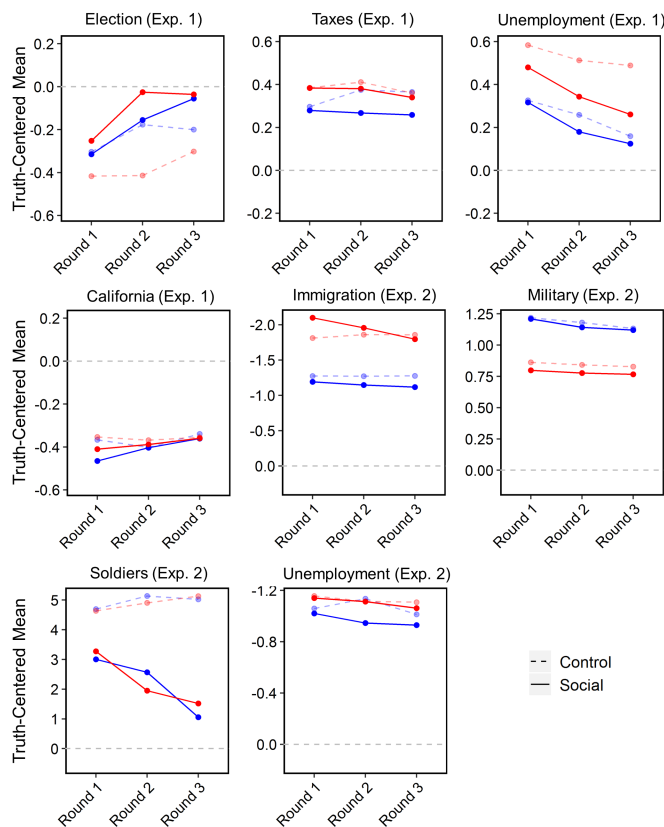 Election (Exp. 1)
Truth-Centered Mean
0.2
0.0
-0.2
-0.4
-0.6
Round 1
Round 2
Round 3
Taxes (Exp. 1)
0.6
0.4
0.2
0.0
-0.2
Round 1
Round 2
Round 3
Unemployment (Exp. 1)
0.6
0.4
0.2
0.0
-0.2
Round 1
Round 2
Round 3
California (Exp. 1)
Truth-Centered Mean
0.2
0.0
-0.2
-0.4
-0.6
Round 1
Round 2
Round 3
Immigration (Exp. 2)
-2.0
-1.5
-1.0
-0.5
0.0
Round 1
Round 2
Round 3
Military (Exp. 2)
1.25
1.00
0.75
0.50
0.00
Round 1
Round 2
Round 3
Soldiers (Exp. 2)
Truth-Centered Mean
5
4
3
2
1
0
Round 1
Round 2
Round 3
Unemployment (Exp. 2)
-1.2
-0.8
-0.4
0.0
Round 1
Round 2
Round 3
Control
Social